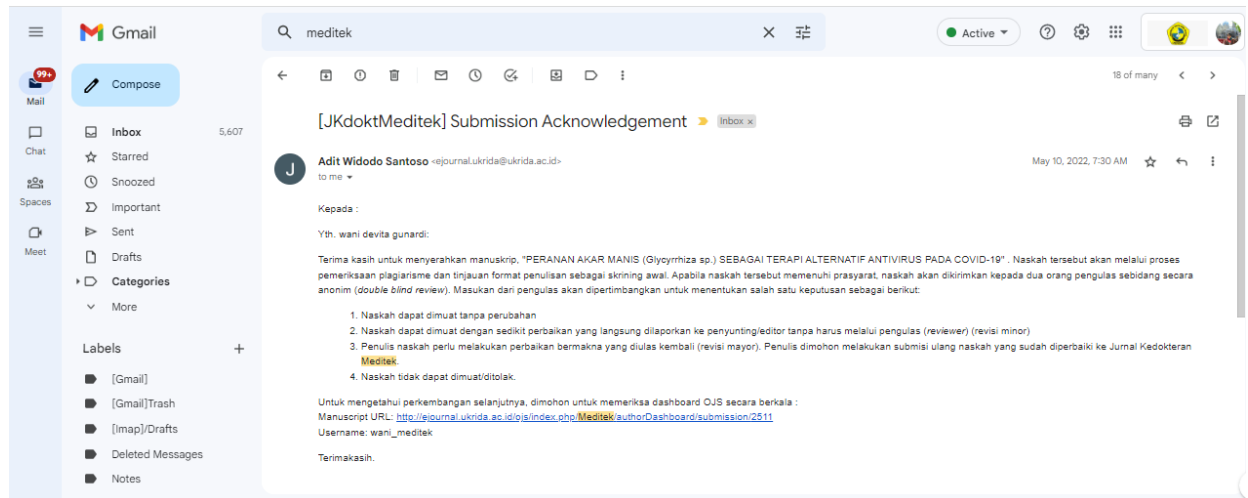 Gmail
meditek
Active
99+
Mail
Chat
Spaces
Meet
Compose
Inbox 5,607
Starred
Snoozed
Important
Sent
Drafts
Categories
More
Labels
[Gmail]
[Gmail]Trash
[Imap]/Drafts
Deleted Messages
Notes
18 of many
[JKdoktMeditek] Submission Acknowledgement Inbox x
J
Adit Widodo Santoso <ejournal.ukrida@ukrida.ac.id> May 10, 2022, 7:30 AM
to me
Kepada :
Yth. wani devita gunardi:
Terima kasih untuk menyerahkan manuskrip, "PERANAN AKAR MANIS (Glycyrrhiza sp.) SEBAGAI TERAPI ALTERNATIF ANTIVIRUS PADA COVID-19" . Naskah tersebut akan melalui proses
pemeriksaan plagiarisme dan tinjauan format penulisan sebagai skrining awal. Apabila naskah tersebut memenuhi prasyarat, naskah akan dikirimkan kepada dua orang pengulas sebidang secara
anonim (double blind review). Masukan dari pengulas akan dipertimbangkan untuk menentukan salah satu keputusan sebagai berikut:
1. Naskah dapat dimuat tanpa perubahan
2. Naskah dapat dimuat dengan sedikit perbaikan yang langsung dilaporkan ke penyunting/editor tanpa harus melalui pengulas (reviewer) (revisi minor)
3. Penulis naskah perlu melakukan perbaikan bermakna yang diulas kembali (revisi mayor). Penulis dimohon melakukan submisi ulang naskah yang sudah diperbaiki ke Jurnal Kedokteran
Meditek.
4. Naskah tidak dapat dimuat/ditolak.
Untuk mengetahui perkembangan selanjutnya, dimohon untuk memeriksa dashboard OJS secara berkala :
Manuscript URL: http://ejournal.ukrida.ac.id/ojs/index.php/Meditek/authorDashboard/submission/2511
Username: wani_meditek
Terimakasih.